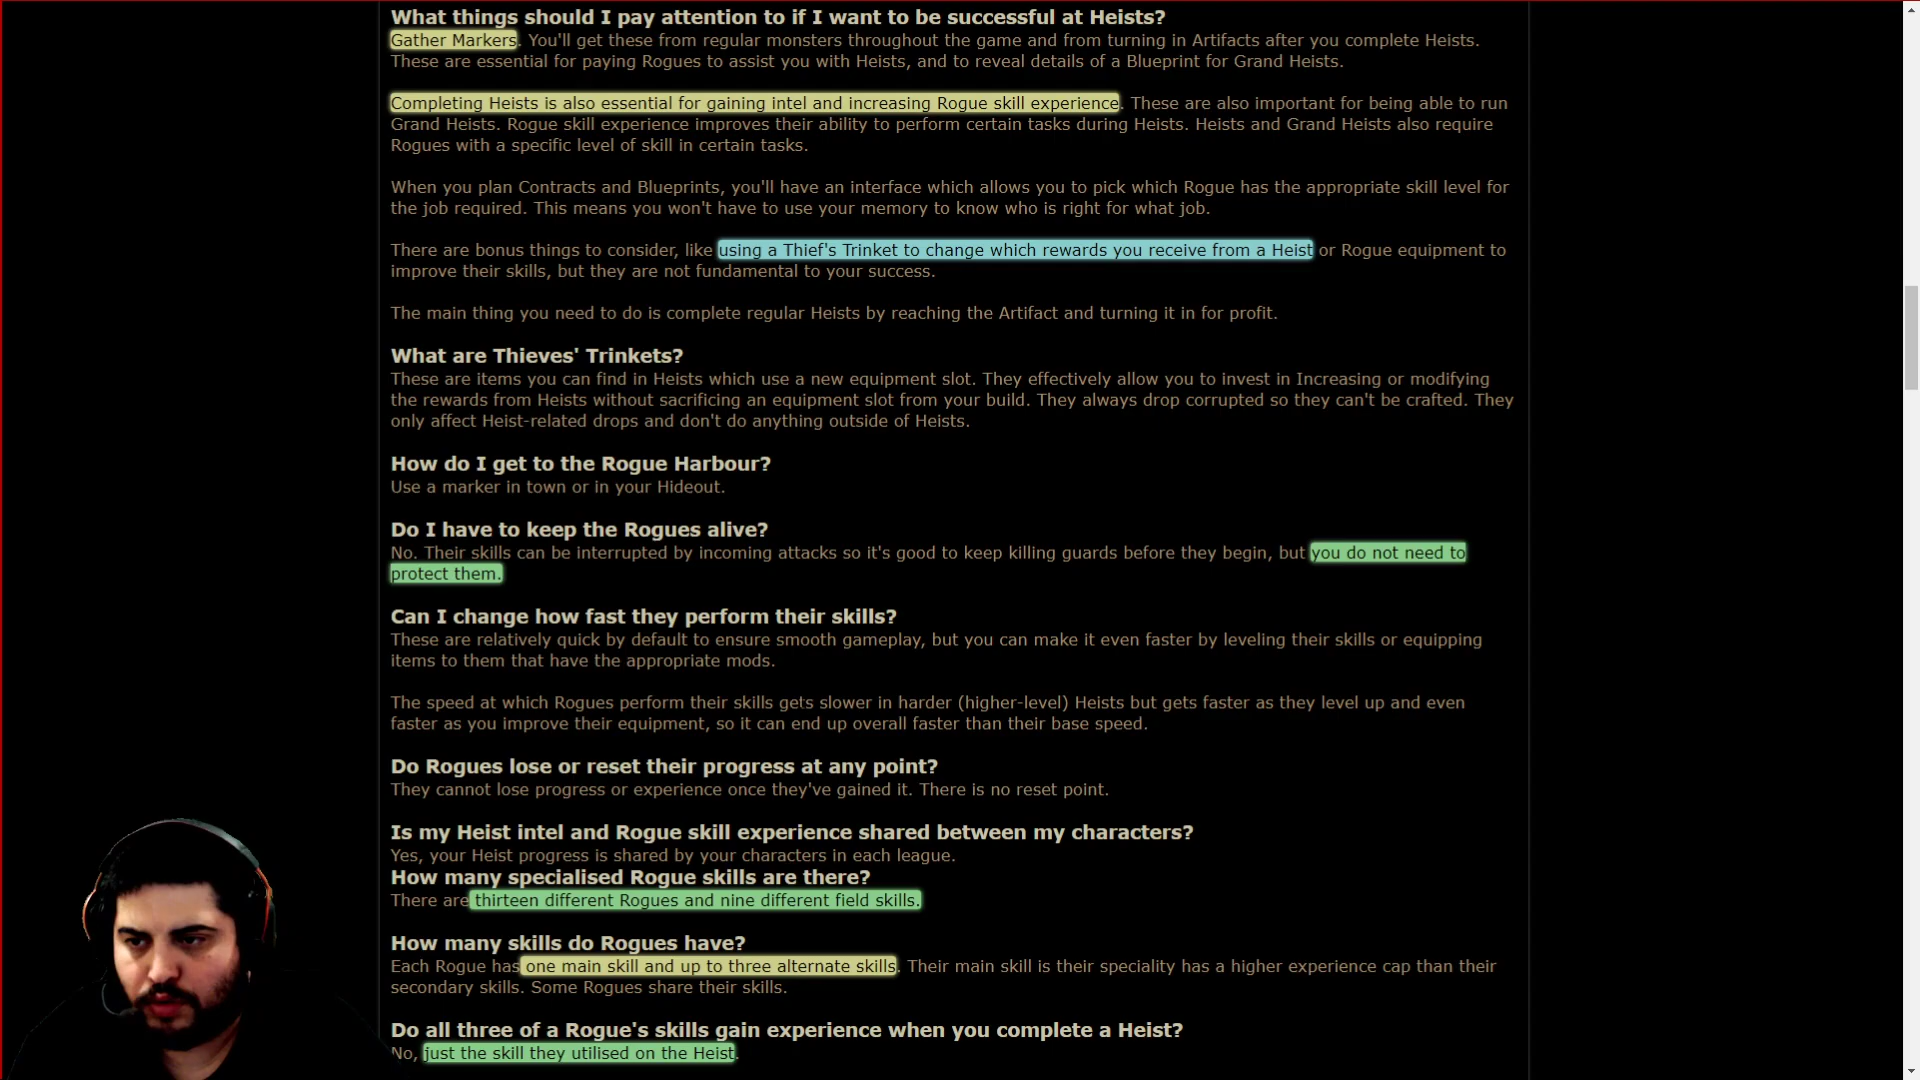 What things should I pay attention to if I want to be successful at Heists?
Gather Markers. You'll get these from regular monsters throughout the game and from turning in Artifacts after you complete Heists.
These are essential for paying Rogues to assist you with Heists, and to reveal details of a Blueprint for Grand Heists.
Completing Heists is also essential for gaining intel and increasing Rogue skill experience. These are also important for being able to run
Grand Heists. Rogue skill experience improves their ability to perform certain tasks during Heists. Heists and Grand Heists also require
Rogues with a specific level of skill in certain tasks.
When you plan Contracts and Blueprints, you'll have an interface which allows you to pick which Rogue has the appropriate skill level for
the job required. This means you won't have to use your memory to know who is right for what job.
There are bonus things to consider, like using a Thief's Trinket to change which rewards you receive from a Heist or Rogue equipment to
improve their skills, but they are not fundamental to your success.
The main thing you need to do is complete regular Heists by reaching the Artifact and turning it in for profit.
What are Thieves' Trinkets?
These are items you can find in Heists which use a new equipment slot. They effectively allow you to invest in Increasing or modifying
the rewards from Heists without sacrificing an equipment slot from your build. They always drop corrupted so they can't be crafted. They
only affect Heist-related drops and don't do anything outside of Heists.
How do I get to the Rogue Harbour?
Use a marker in town or in your Hideout.
Do I have to keep the Rogues alive?
No. Their skills can be interrupted by incoming attacks so it's good to keep killing guards before they begin, but you do not need to
protect them.
Can I change how fast they perform their skills?
These are relatively quick by default to ensure smooth gameplay, but you can make it even faster by leveling their skills or equipping
items to them that have the appropriate mods.
The speed at which Rogues perform their skills gets slower in harder (higher-level) Heists but gets faster as they level up and even
faster as you improve their equipment, so it can end up overall faster than their base speed.
Do Rogues lose or reset their progress at any point?
They cannot lose progress or experience once they've gained it. There is no reset point.
Is my Heist intel and Rogue skill experience shared between my characters?
Yes, your Heist progress is shared by your characters in each league.
How many specialised Rogue skills are there?
There are thirteen different Rogues and nine different field skills.
How many skills do Rogues have?
Each Rogue has one main skill and up to three alternate skills. Their main skill is their speciality has a higher experience cap than their
secondary skills. Some Rogues share their skills.
Do all three of a Rogue's skills gain experience when you complete a Heist?
No, just the skill they utilised on the Heist.